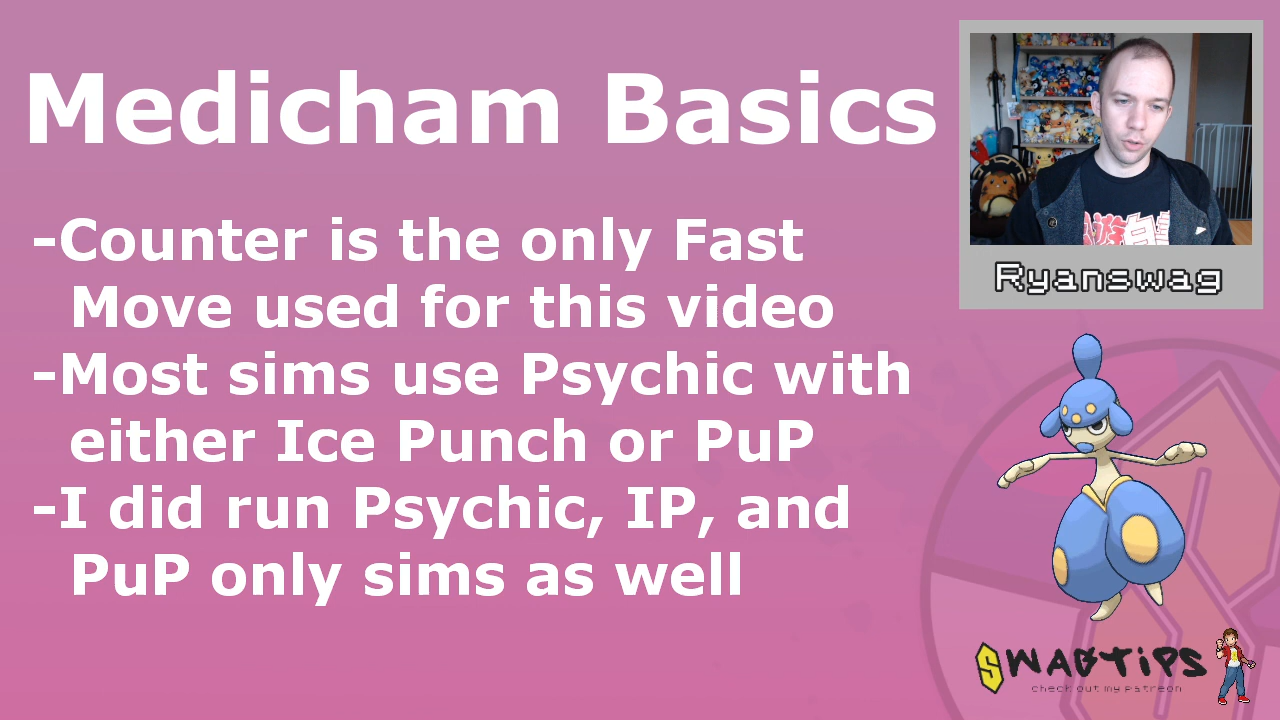 Medicham Basics
-Counter is the only Fast
Move used for this video
-Most sims use Psychic with
either Ice Punch or PuP
-I did run Psychic, IP, and
PuP only sims as well
Ryanswag
SWAGTiPS
check out my patreon